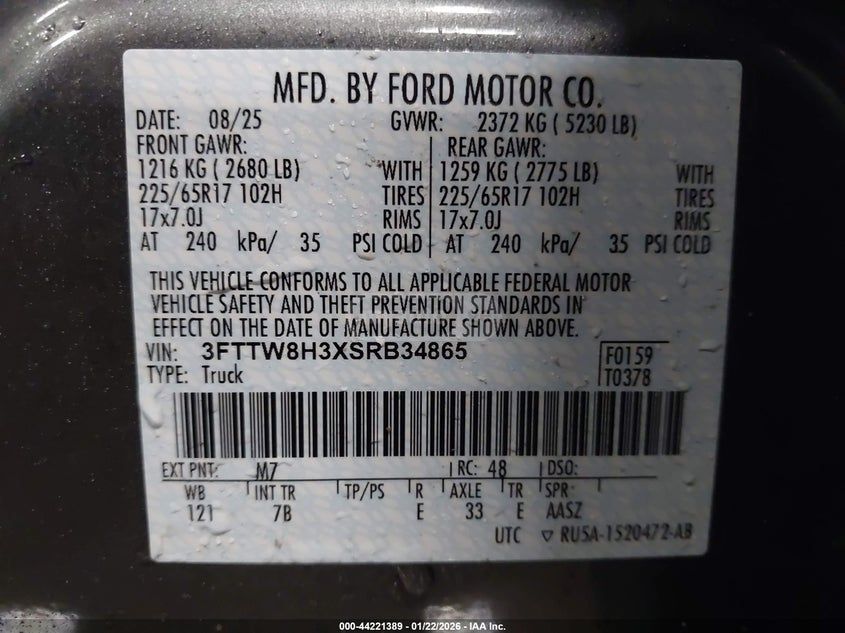 MFD. BY FORD MOTOR CO.
DATE: 08/25 GVWR: 2372 KG ( 5230 LB)
FRONT GAWR: REAR GAWR:
1216 KG ( 2680 LB) WITH 1259 KG ( 2775 LB) WITH
225/65R17 102H TIRES 225/65R17 102H TIRES
17x7.0J RIMS 17x7.0J RIMS
AT 240 kPa/ 35 PSI COLD AT 240 kPa/ 35 PSI COLD
THIS VEHICLE CONFORMS TO ALL APPLICABLE FEDERAL MOTOR
VEHICLE SAFETY AND THEFT PREVENTION STANDARDS IN
EFFECT ON THE DATE OF MANUFACTURE SHOWN ABOVE.
VIN: 3FTTW8H3XSRB34865 F0159
TYPE: Truck T0378
EXT PNT: M7 RC: 48 DSO:
WB INT TR TP/PS R AXLE TR SPR
121 7B E 33 E AASZ
UTC ▽ RU5A-1520472-AB
000-44221389 - 01/22/2026 - IAA Inc.